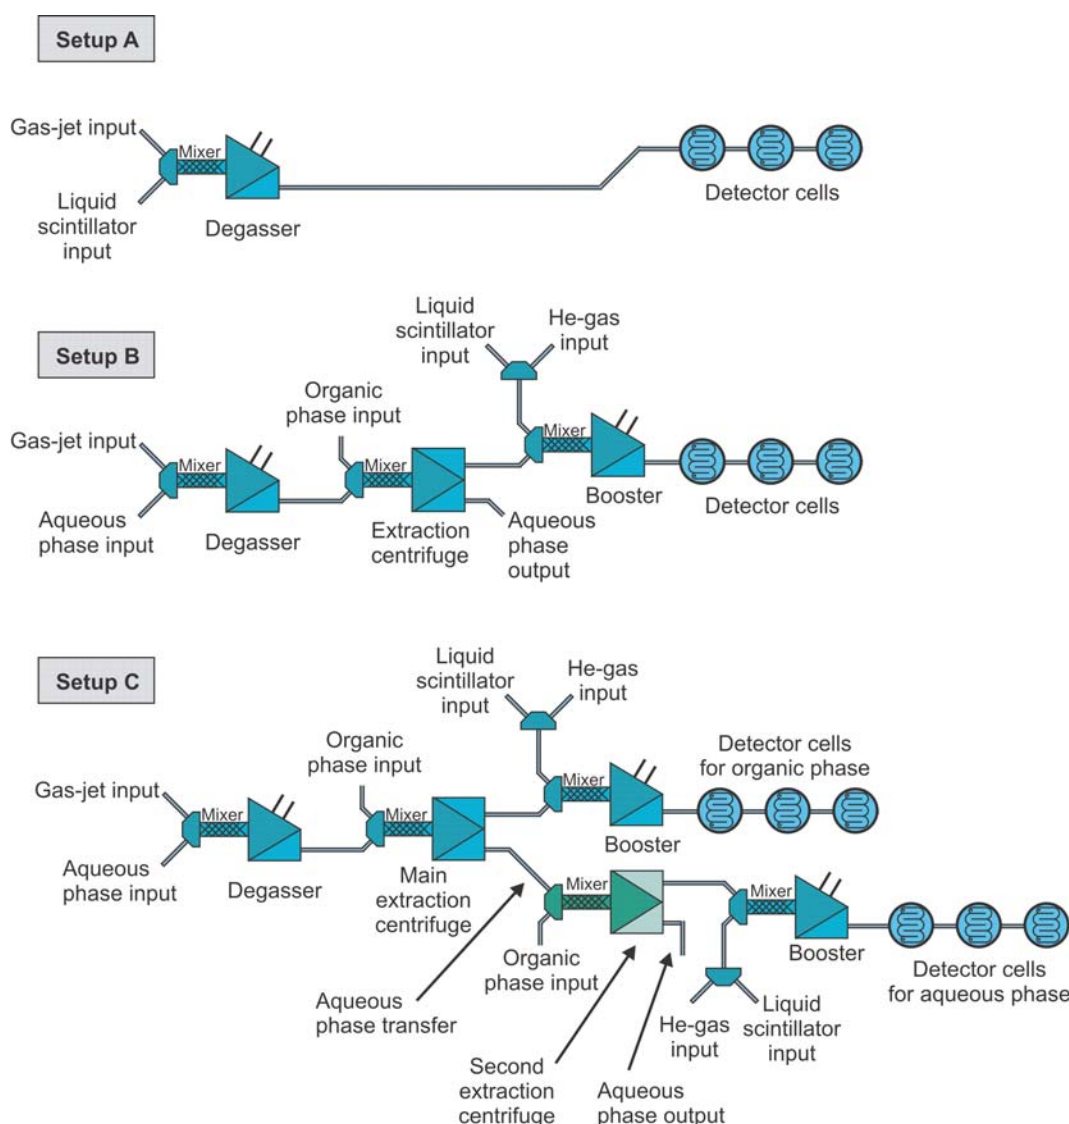 Setup A
Gas-jet input
Mixer
Liquid
scintillator
input
Degasser
Detector cells
Setup B
Liquid
scintillator
input
He-gas
input
Organic
phase input
Gas-jet input
Mixer
Mixer
Mixer
Aqueous
phase input
Degasser
Extraction
centrifuge
Aqueous
phase
output
Booster
Detector cells
Setup C
Liquid
scintillator
input
He-gas
input
Organic
phase input
Detector cells
for organic phase
Gas-jet input
Mixer
Mixer
Mixer
Aqueous
phase input
Degasser
Main
extraction
centrifuge
Booster
Mixer
Mixer
Organic
phase input
Booster
Detector cells
for aqueous phase
Aqueous
phase transfer
He-gas
input
Liquid
scintillator
input
Second
extraction
centrifuge
Aqueous
phase output